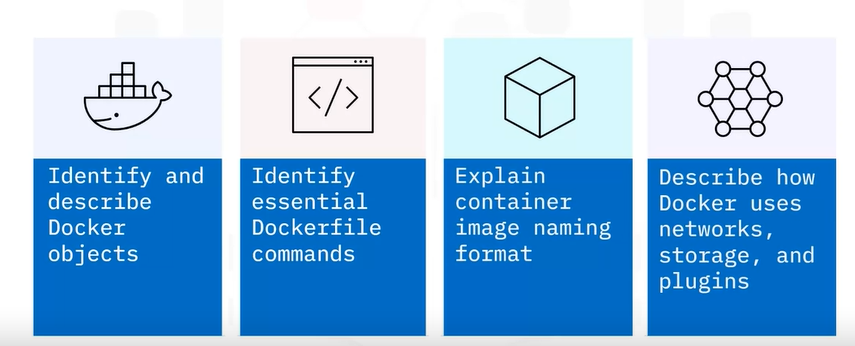 Identify and
describe
Docker
objects
Identify
essential
Dockerfile
commands
Explain
container
image naming
format
Describe how
Docker uses
networks,
storage, and
plugins